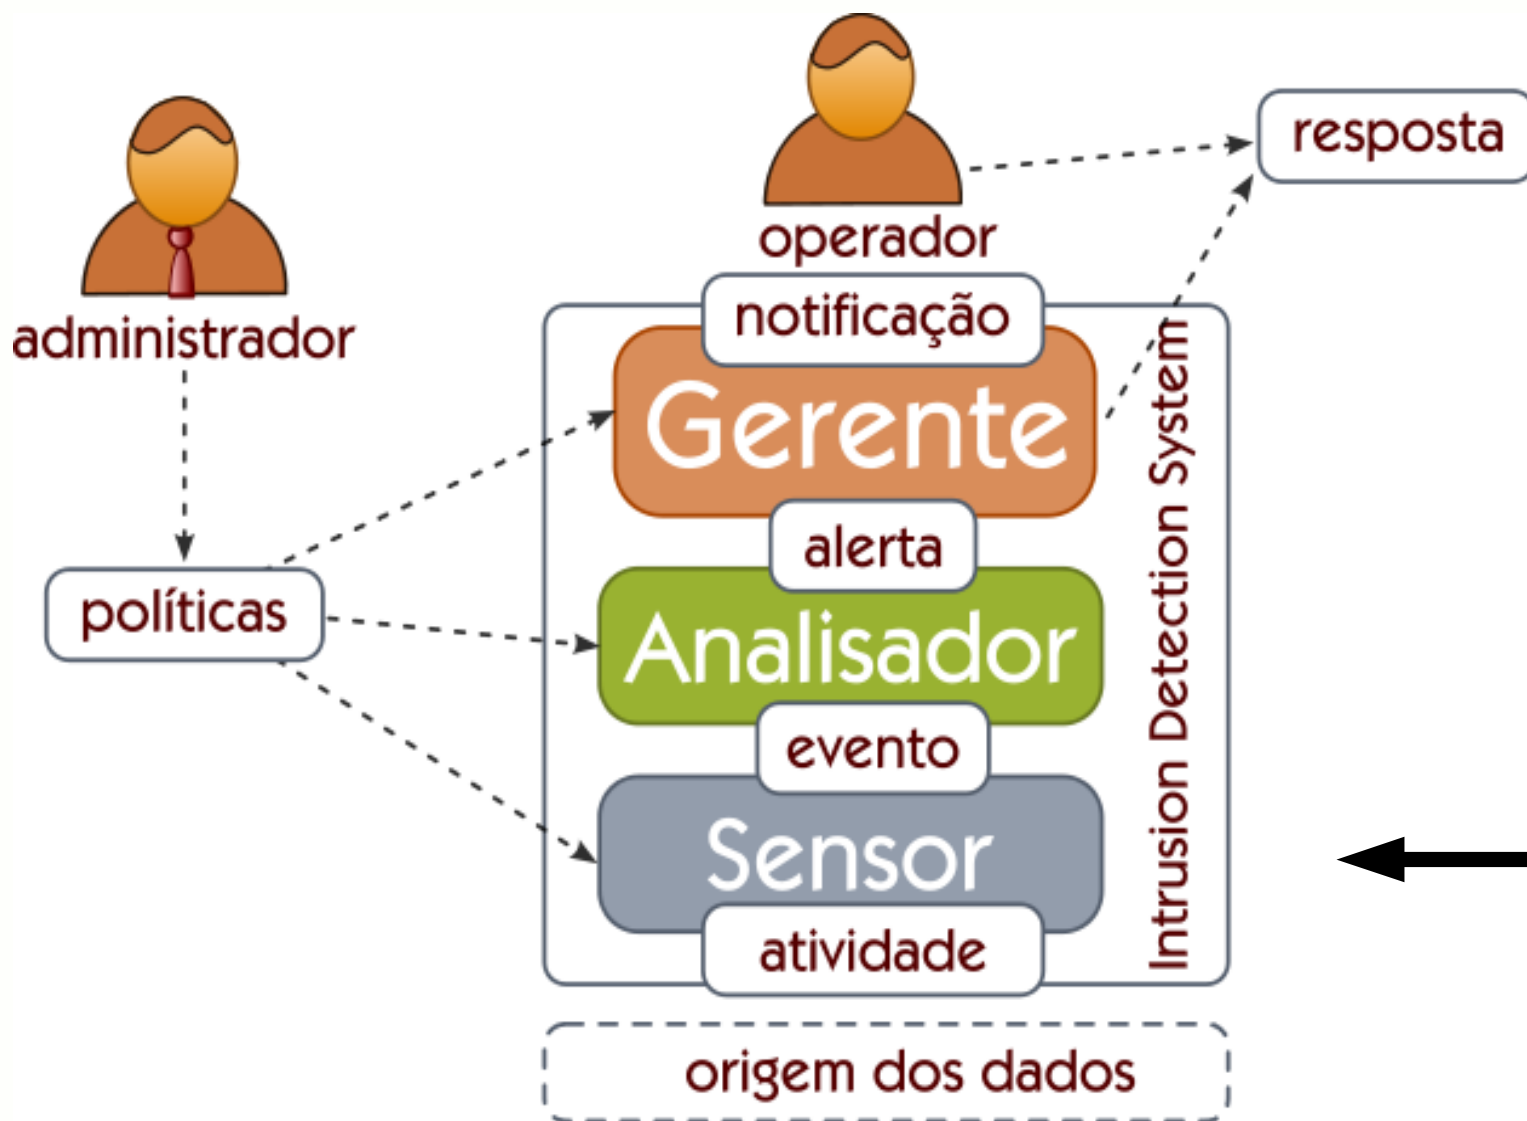 resposta
operador
administrador
notificação
Gerente
alerta
políticas
Analisador
evento
Sensor
atividade
Intrusion Detection System
origem dos dados